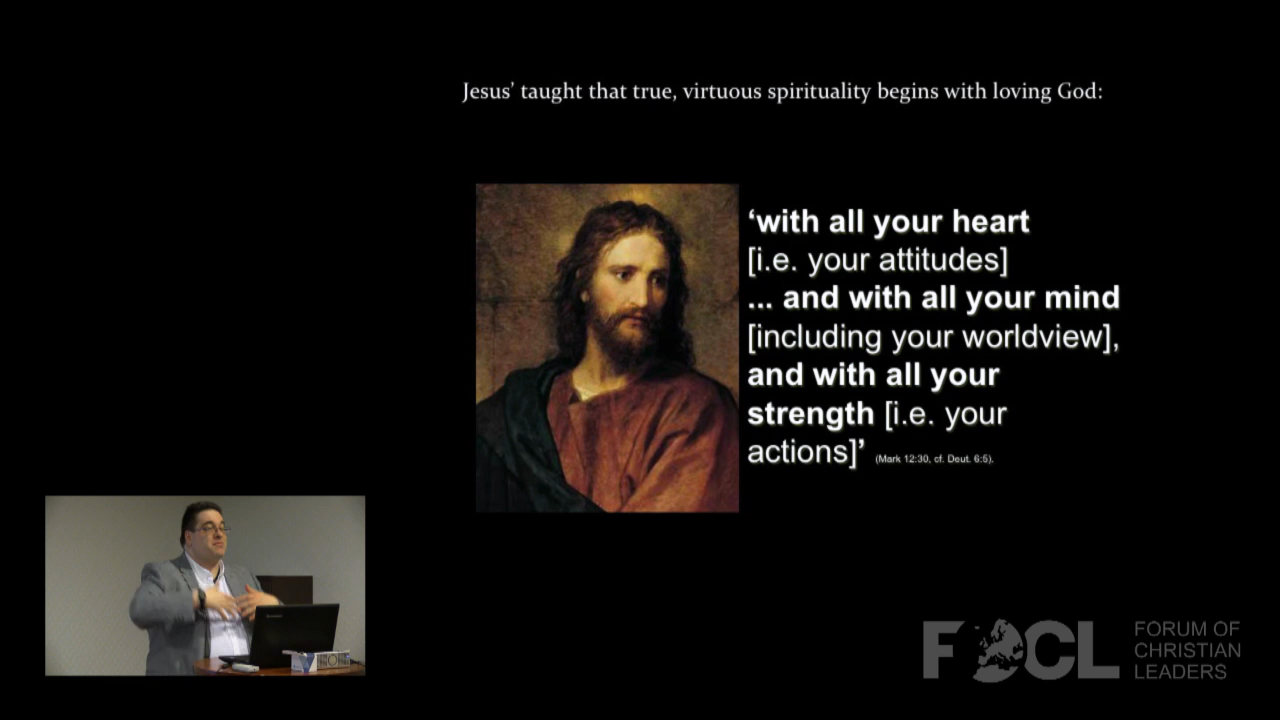 Jesus’ taught that true, virtuous spirituality begins with loving God:
‘with all your heart
[i.e. your attitudes]
... and with all your mind
[including your worldview],
and with all your
strength [i.e. your
actions]’ (Mark 12:30, cf. Deut. 6:5).
FOCL
FORUM OF
CHRISTIAN
LEADERS